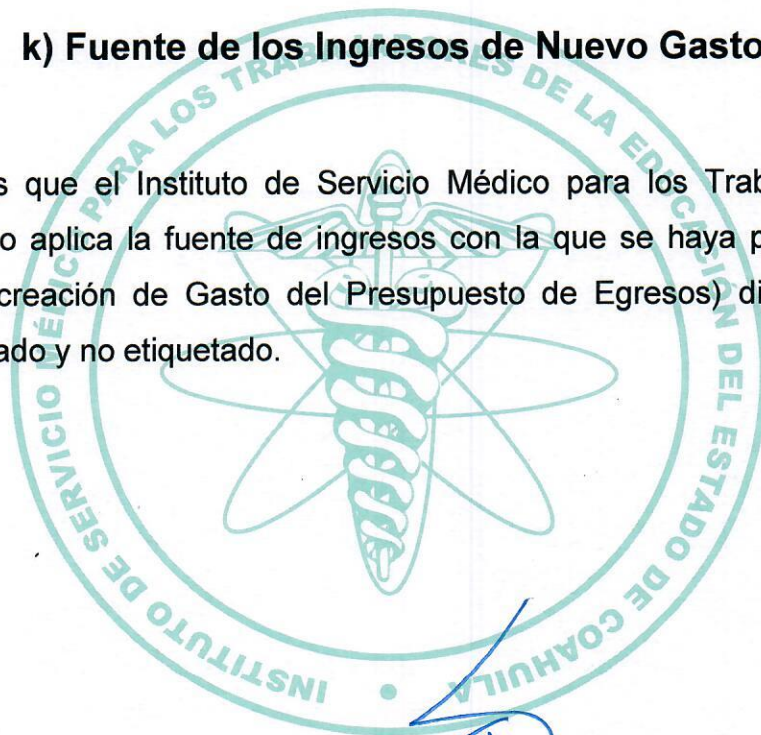 k) Fuente de los Ingresos de Nuevo Gasto
s que el Instituto de Servicio Médico para los Trab
o aplica la fuente de ingresos con la que se haya p
creación de Gasto del Presupuesto de Egresos) di
ado y no etiquetado.
INSTITUTO DE SERVICIO MÉDICO PARA LOS TRABAJADORES DE LA EDUCACIÓN DEL ESTADO DE COAHUILA